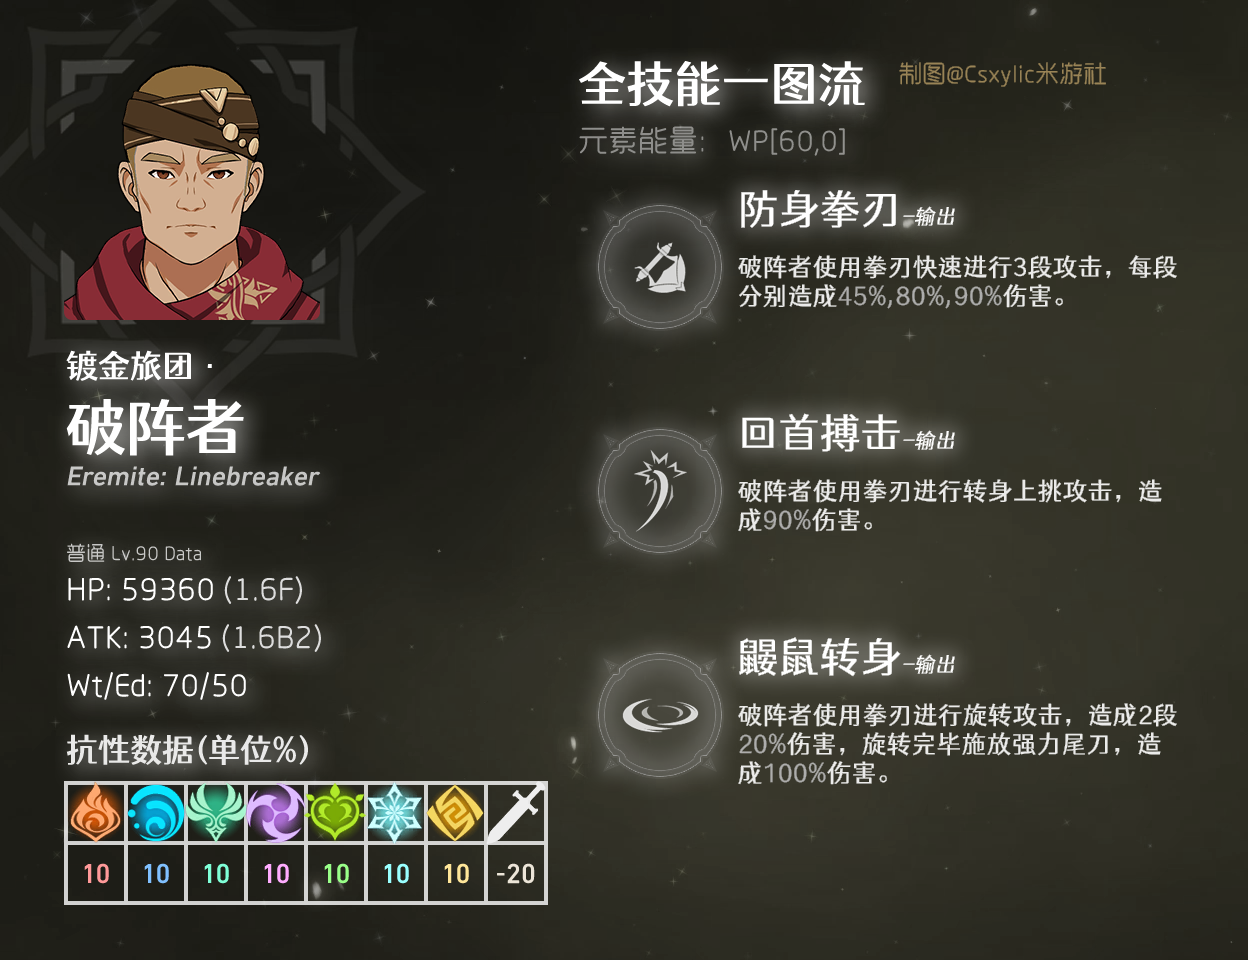 镀金旅团 ·
破阵者
Eremite: Linebreaker
普通 Lv.90 Data
HP: 59360 (1.6F)
ATK: 3045 (1.6B2)
Wt/Ed: 70/50
抗性数据(单位%)
10 10 10 10 10 10 10 -20
全技能一图流
制图@Csxylic米游社
元素能量: WP[60,0]
防身拳刃-输出
破阵者使用拳刃快速进行3段攻击，每段
分别造成45%,80%,90%伤害。
回首搏击-输出
破阵者使用拳刃进行转身上挑攻击，造
成90%伤害。
鼹鼠转身-输出
破阵者使用拳刃进行旋转攻击，造成2段
20%伤害，旋转完毕施放强力尾刀，造
成100%伤害。